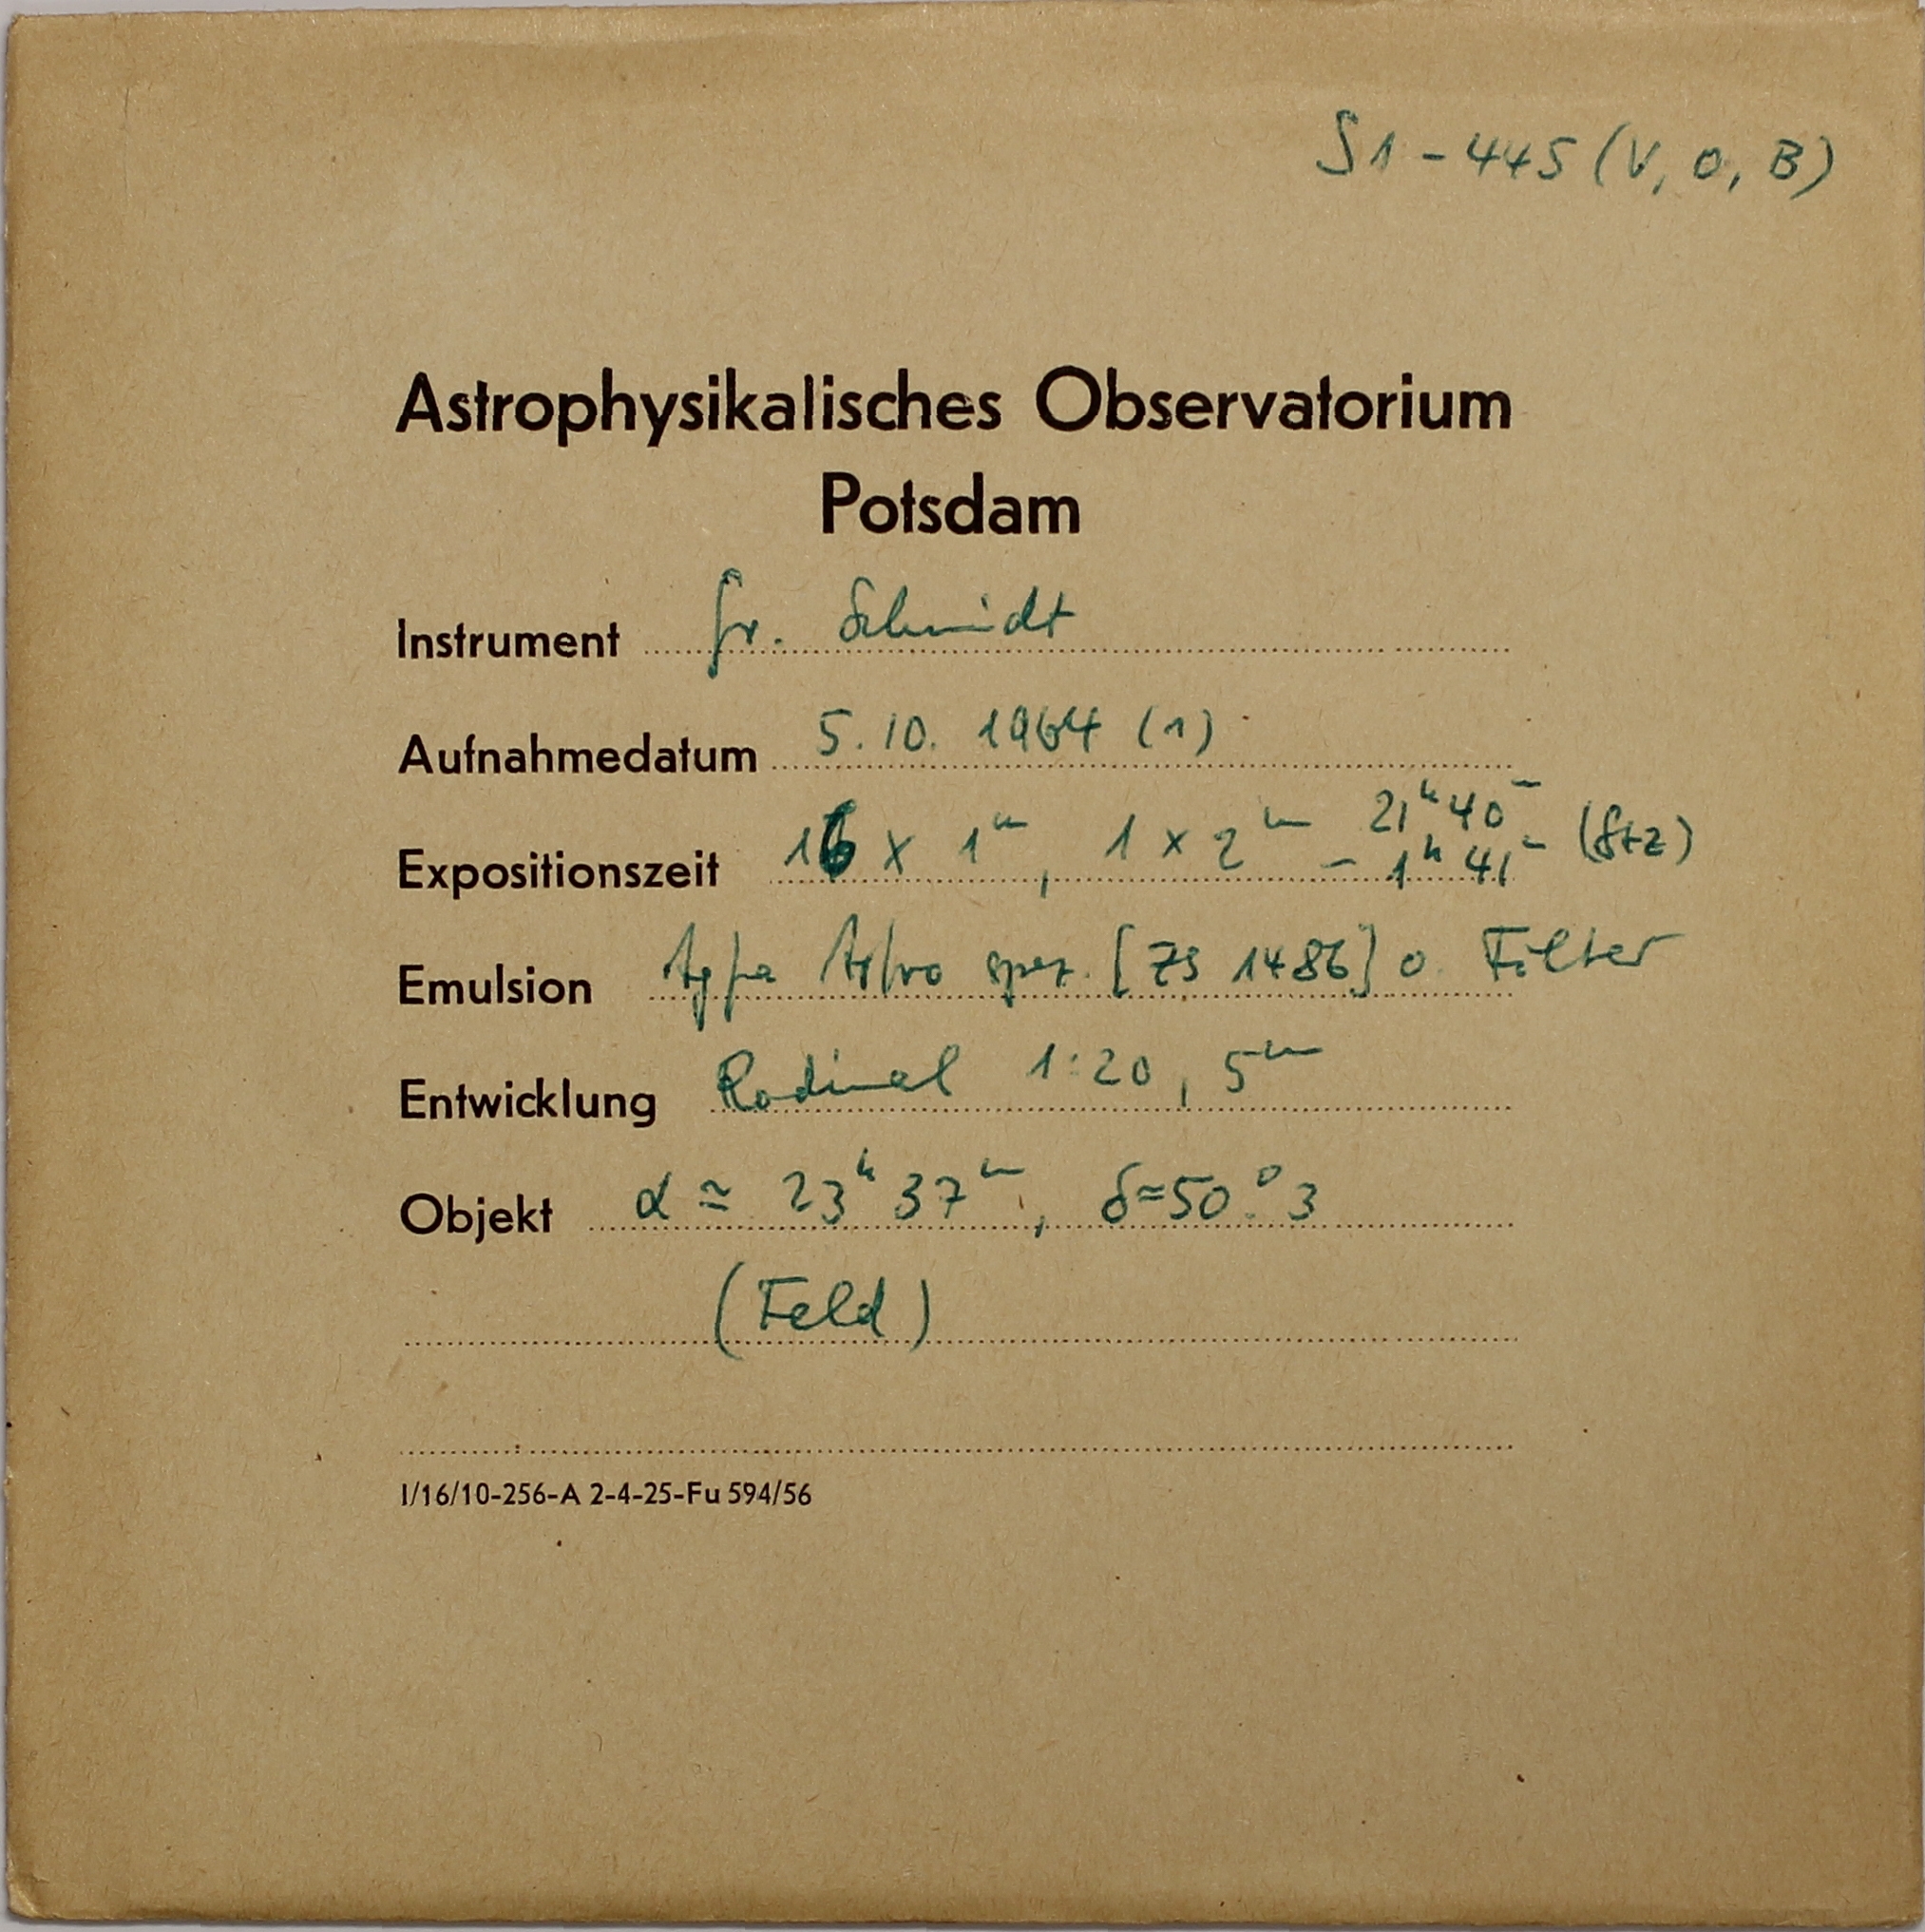 S1 - 445 (V, O, B)
Astrophysikalisches Observatorium
Potsdam
Instrument gr. Schmidt
Aufnahmedatum 5. 10. 1964 (1)
Expositionszeit 16 x 1ᵐ, 1 x 2ᵐ 21ʰ 40ᵐ - 1ʰ 41ᵐ (Stz)
Emulsion Agfa Astro spez. [ZS 1486] o. Filter
Entwicklung Rodinal 1:20, 5ᵐ
Objekt α ≃ 23ʰ 37ᵐ, δ ≈ 50°.3
(Feld)
I/16/10-256-A 2-4-25-Fu 594/56